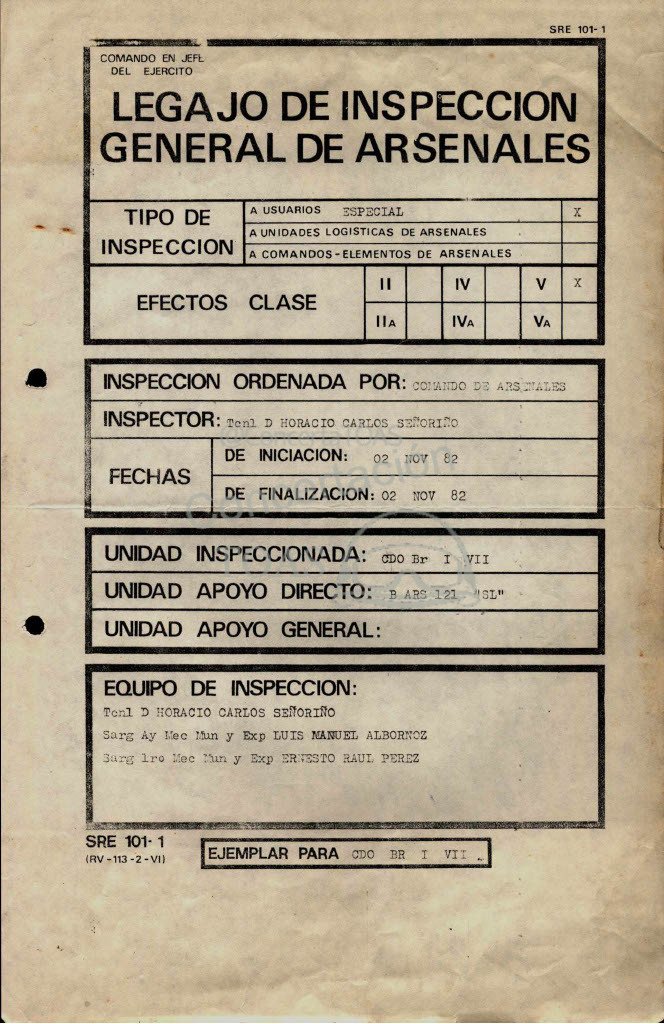 SRE 101-1
COMANDO EN JEFE
DEL EJERCITO
LEGAJO DE INSPECCION
GENERAL DE ARSENALES
TIPO DE
INSPECCION
A USUARIOS ESPECIAL X
A UNIDADES LOGISTICAS DE ARSENALES
A COMANDOS-ELEMENTOS DE ARSENALES
EFECTOS CLASE
II IV V X
IIA IVA VA
INSPECCION ORDENADA POR: COMANDO DE ARSENALES
INSPECTOR: Tcnl D HORACIO CARLOS SEÑORIÑO
FECHAS
DE INICIACION: 02 NOV 82
DE FINALIZACION: 02 NOV 82
UNIDAD INSPECCIONADA: CDO Br I VII
UNIDAD APOYO DIRECTO: B ARS 121 "SL"
UNIDAD APOYO GENERAL:
EQUIPO DE INSPECCION:
Tcnl D HORACIO CARLOS SEÑORIÑO
Sarg Ay Mec Mun y Exp LUIS MANUEL ALBORNOZ
Sarg 1ro Mec Mun y Exp ERNESTO RAUL PEREZ
SRE 101-1
(RV-113-2-VI)
EJEMPLAR PARA CDO BR I VII .